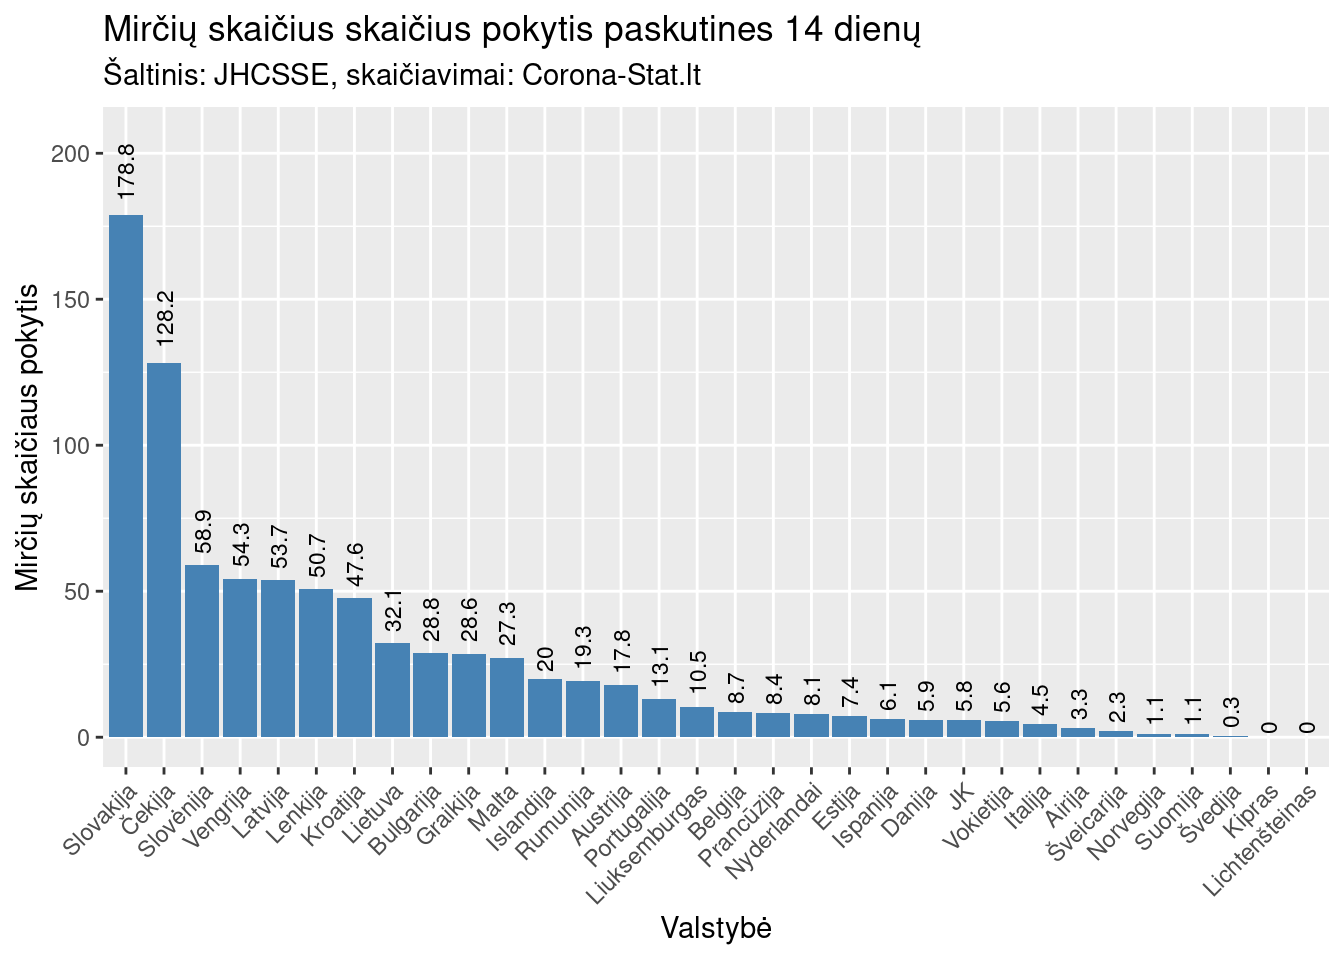 Mirčių skaičius skaičius pokytis paskutines 14 dienų
Šaltinis: JHCSSE, skaičiavimai: Corona-Stat.lt
Mirčių skaičiaus pokytis
200
150
100
50
0
178.8
128.2
58.9
54.3
53.7
50.7
47.6
32.1
28.8
28.6
27.3
20
19.3
17.8
13.1
10.5
8.7
8.4
8.1
7.4
6.1
5.9
5.8
5.6
4.5
3.3
2.3
1.1
1.1
0.3
0
0
Slovakija
Čekija
Slovėnija
Vengrija
Latvija
Lenkija
Kroatija
Lietuva
Bulgarija
Graikija
Malta
Islandija
Rumunija
Austrija
Portugalija
Liuksemburgas
Belgija
Prancūzija
Nyderlandai
Estija
Ispanija
Danija
JK
Vokietija
Italija
Airija
Šveicarija
Norvegija
Suomija
Švedija
Kipras
Lichtenšteinas
Valstybė